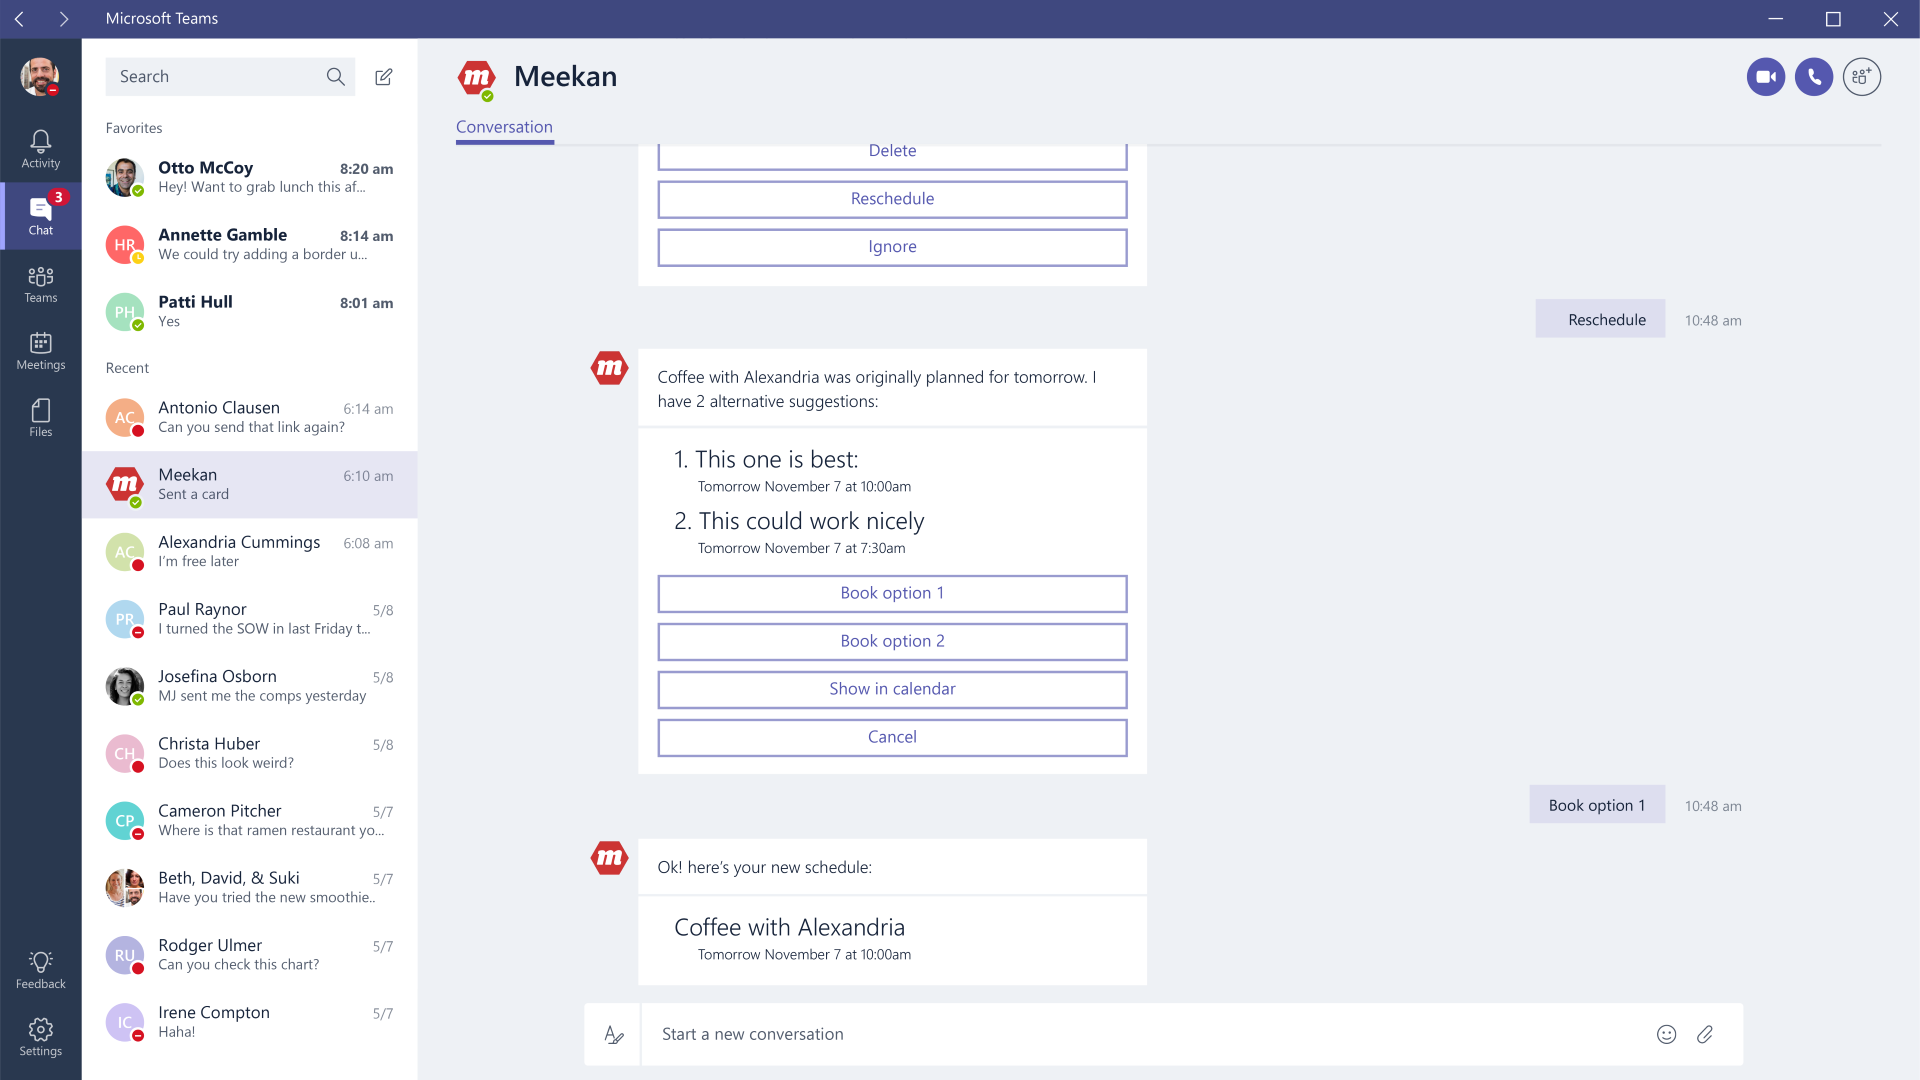 Microsoft Teams
Search
Favorites
Otto McCoy 8:20 am
Hey! Want to grab lunch this af...
HR Annette Gamble 8:14 am
We could try adding a border u...
PH Patti Hull 8:01 am
Yes
Recent
AC Antonio Clausen 6:14 am
Can you send that link again?
m Meekan 6:10 am
Sent a card
AC Alexandria Cummings 6:08 am
I'm free later
PR Paul Raynor 5/8
I turned the SOW in last Friday t...
Josefina Osborn 5/8
MJ sent me the comps yesterday
CH Christa Huber 5/8
Does this look weird?
CP Cameron Pitcher 5/7
Where is that ramen restaurant yo...
Beth, David, & Suki 5/7
Have you tried the new smoothie..
RU Rodger Ulmer 5/7
Can you check this chart?
IC Irene Compton 5/7
Haha!
Activity
3
Chat
Teams
Meetings
Files
Feedback
Settings
m Meekan
Conversation
Delete
Reschedule
Ignore
Reschedule 10:48 am
m
Coffee with Alexandria was originally planned for tomorrow. I
have 2 alternative suggestions:
1. This one is best:
Tomorrow November 7 at 10:00am
2. This could work nicely
Tomorrow November 7 at 7:30am
Book option 1
Book option 2
Show in calendar
Cancel
Book option 1 10:48 am
m
Ok! here's your new schedule:
Coffee with Alexandria
Tomorrow November 7 at 10:00am
Start a new conversation